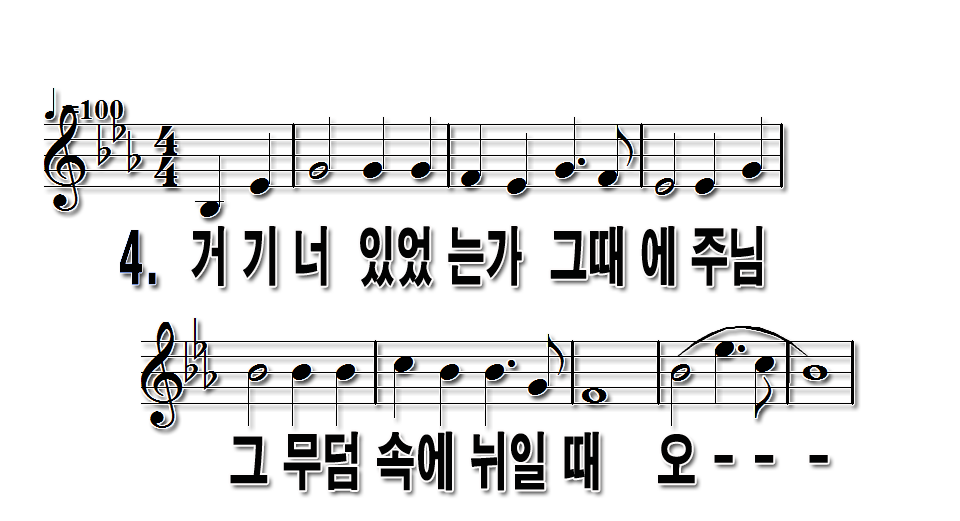 ♩=100
4. 거 기 너 있었 는가 그때 에 주님
그 무덤 속에 뉘일 때 오 - - -